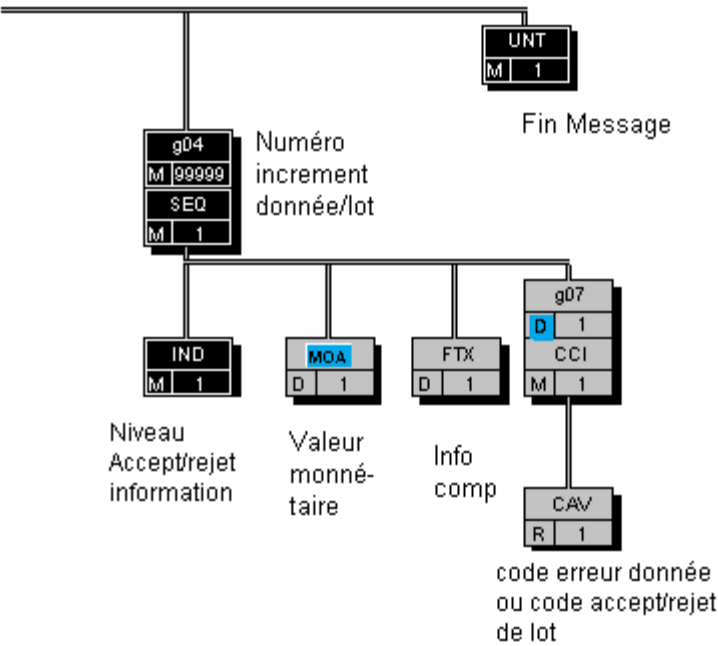 UNT
M 1
Fin Message
g04
M 99999
SEQ
M 1
Numéro
increment
donnée/lot
g07
D 1
CCI
M 1
IND
M 1
MOA
D 1
FTX
D 1
Niveau
Accept/rejet
information
Valeur
monné-
taire
Info
comp
CAV
R 1
code erreur donnée
ou code accept/rejet
de lot